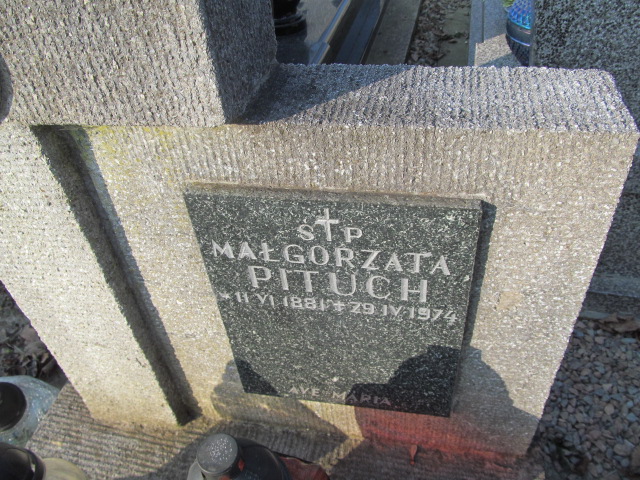 Ś✝P
MAŁGORZATA
PITUCH
* 11 VI 1881 ✝ 29 IV 1974
AVE MARIA